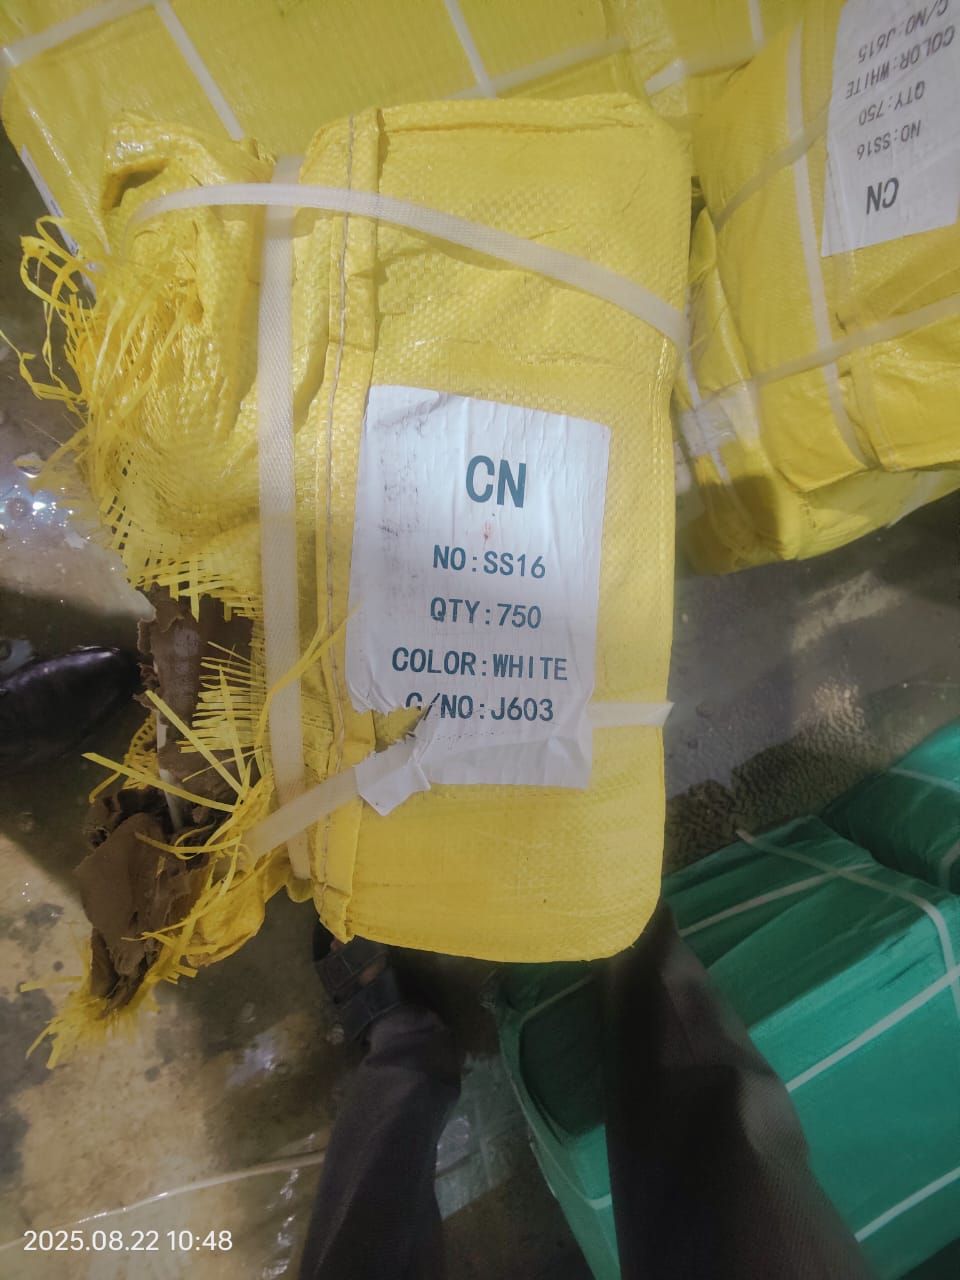 CN
NO:SS16
QTY:750
COLOR:WHITE
C/NO:J603
C/NO:J615
COLOR:WHITE
QTY:750
NO:SS16
CN
2025.08.22 10:48